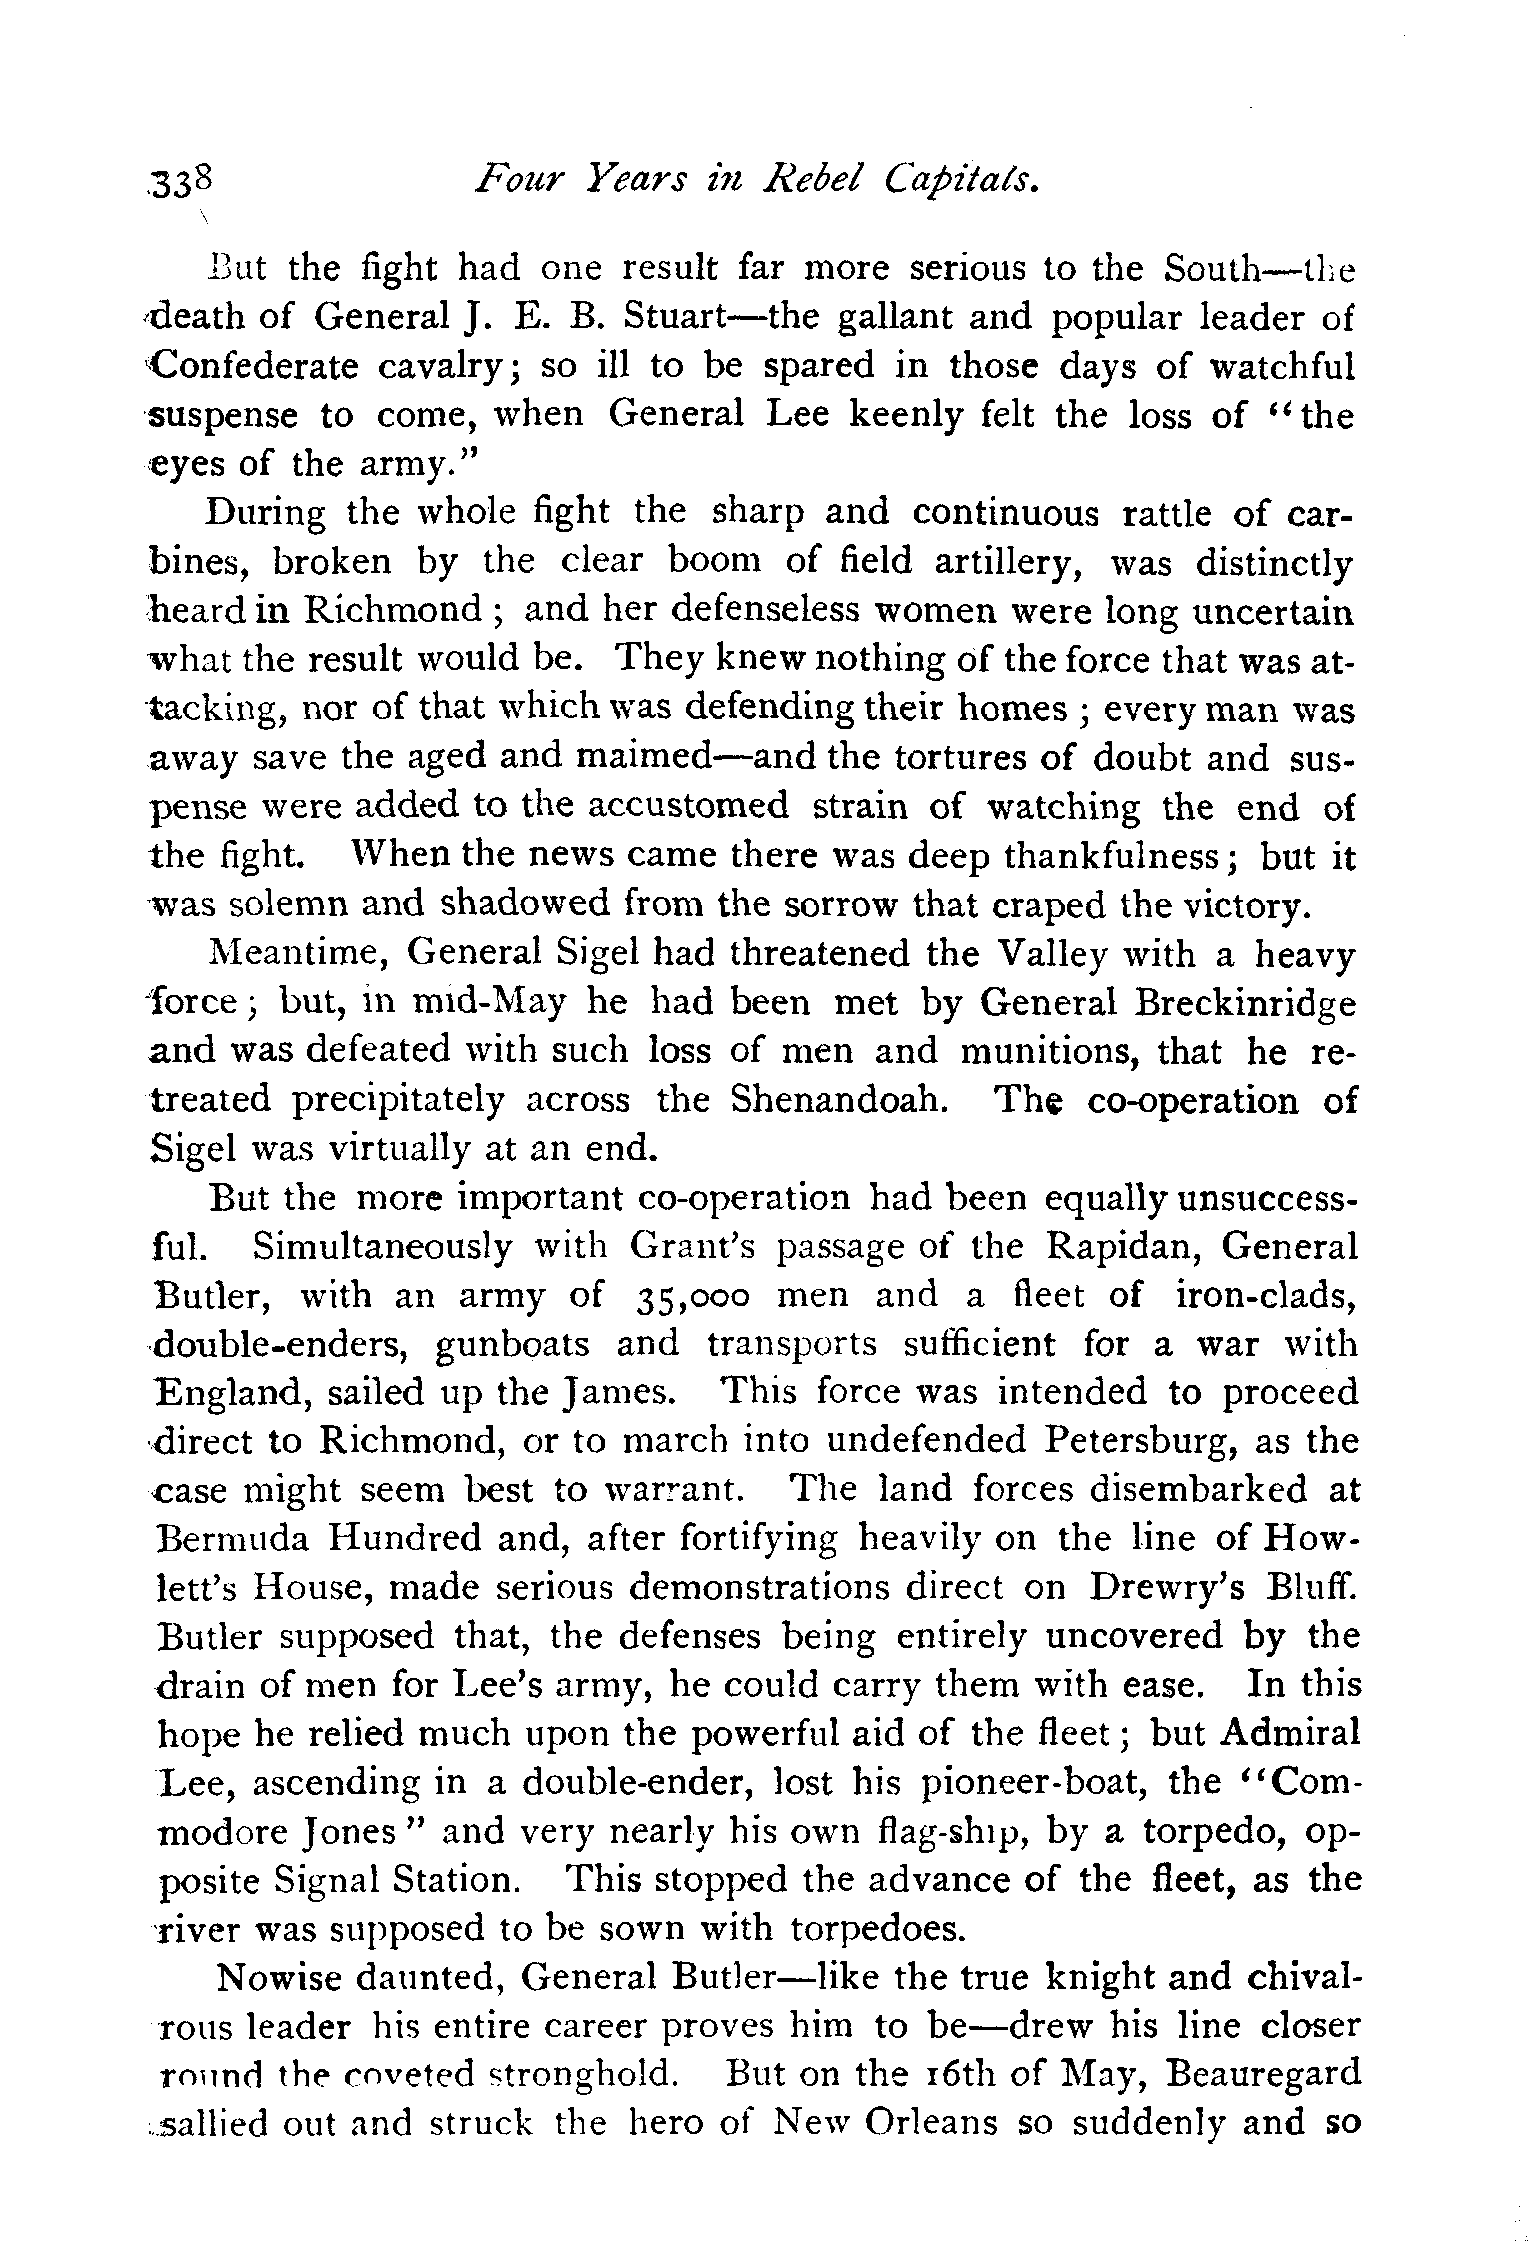 338 Four Years in Rebel Capitals.
But the fight had one result far more serious to the South—the
death of General J. E. B. Stuart—the gallant and popular leader of
Confederate cavalry; so ill to be spared in those days of watchful
suspense to come, when General Lee keenly felt the loss of "the
eyes of the army."
During the whole fight the sharp and continuous rattle of car-
bines, broken by the clear boom of field artillery, was distinctly
heard in Richmond; and her defenseless women were long uncertain
what the result would be. They knew nothing of the force that was at-
tacking, nor of that which was defending their homes; every man was
away save the aged and maimed—and the tortures of doubt and sus-
pense were added to the accustomed strain of watching the end of
the fight. When the news came there was deep thankfulness; but it
was solemn and shadowed from the sorrow that craped the victory.
Meantime, General Sigel had threatened the Valley with a heavy
force; but, in mid-May he had been met by General Breckinridge
and was defeated with such loss of men and munitions, that he re-
treated precipitately across the Shenandoah. The co-operation of
Sigel was virtually at an end.
But the more important co-operation had been equally unsuccess-
ful. Simultaneously with Grant's passage of the Rapidan, General
Butler, with an army of 35,000 men and a fleet of iron-clads,
double-enders, gunboats and transports sufficient for a war with
England, sailed up the James. This force was intended to proceed
direct to Richmond, or to march into undefended Petersburg, as the
case might seem best to warrant. The land forces disembarked at
Bermuda Hundred and, after fortifying heavily on the line of How-
lett's House, made serious demonstrations direct on Drewry's Bluff.
Butler supposed that, the defenses being entirely uncovered by the
drain of men for Lee's army, he could carry them with ease. In this
hope he relied much upon the powerful aid of the fleet; but Admiral
Lee, ascending in a double-ender, lost his pioneer-boat, the "Com-
modore Jones" and very nearly his own flag-ship, by a torpedo, op-
posite Signal Station. This stopped the advance of the fleet, as the
river was supposed to be sown with torpedoes.
Nowise daunted, General Butler—like the true knight and chival-
rous leader his entire career proves him to be—drew his line closer
round the coveted stronghold. But on the 16th of May, Beauregard
sallied out and struck the hero of New Orleans so suddenly and so